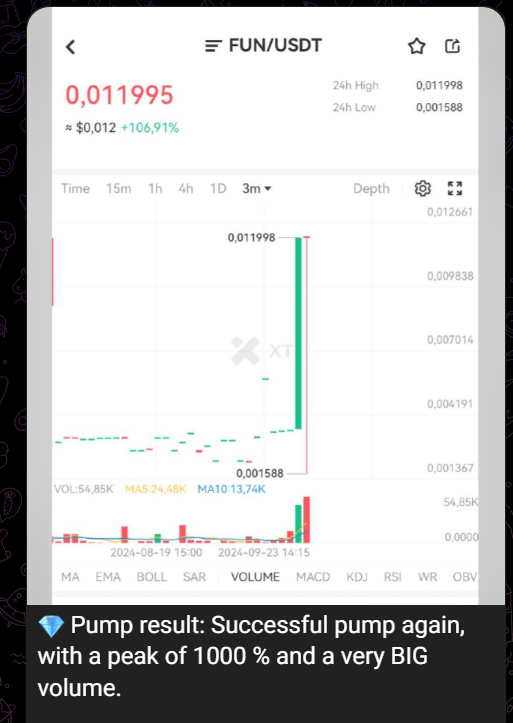 FUN/USDT
0,011995
≈ $0,012 +106,91%
24h High 0,011998
24h Low 0,001588
Time 15m 1h 4h 1D 3m Depth
0,012661
0,011998
0,009838
XT
0,007014
0,004191
0,001588
0,001367
VOL:54,85K MA5:24,48K MA10:13,74K
54,85K
0,0000
2024-08-19 15:00 2024-09-23 14:15
MA EMA BOLL SAR VOLUME MACD KDJ RSI WR OBV
💎 Pump result: Successful pump again,
with a peak of 1000 % and a very BIG
volume.